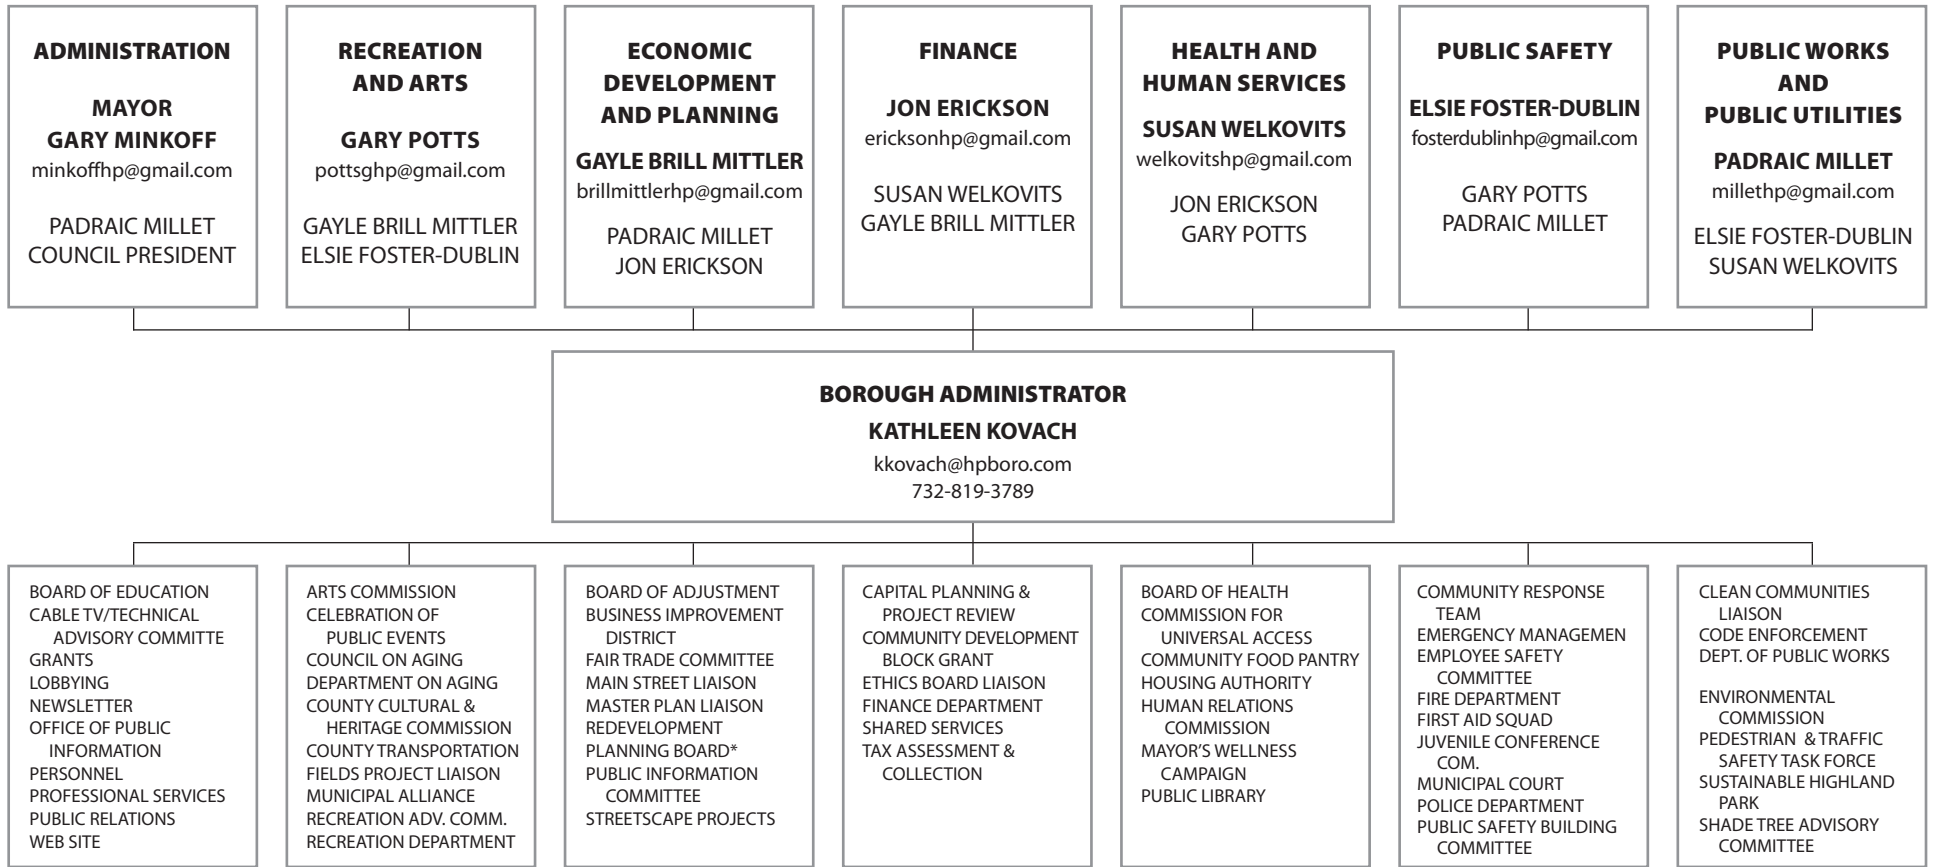 ADMINISTRATION
MAYOR
GARY MINKOFF
minkoffhp@gmail.com
PADRAIC MILLET
COUNCIL PRESIDENT
RECREATION
AND ARTS
GARY POTTS
pottsghp@gmail.com
GAYLE BRILL MITTLER
ELSIE FOSTER-DUBLIN
ECONOMIC
DEVELOPMENT
AND PLANNING
GAYLE BRILL MITTLER
brillmittlerhp@gmail.com
PADRAIC MILLET
JON ERICKSON
FINANCE
JON ERICKSON
ericksonhp@gmail.com
SUSAN WELKOVITS
GAYLE BRILL MITTLER
HEALTH AND
HUMAN SERVICES
SUSAN WELKOVITS
welkovitshp@gmail.com
JON ERICKSON
GARY POTTS
PUBLIC SAFETY
ELSIE FOSTER-DUBLIN
fosterdublinhp@gmail.com
GARY POTTS
PADRAIC MILLET
PUBLIC WORKS
AND
PUBLIC UTILITIES
PADRAIC MILLET
millethp@gmail.com
ELSIE FOSTER-DUBLIN
SUSAN WELKOVITS
BOROUGH ADMINISTRATOR
KATHLEEN KOVACH
kkovach@hpboro.com
732-819-3789
BOARD OF EDUCATION
CABLE TV/TECHNICAL
ADVISORY COMMITTE
GRANTS
LOBBYING
NEWSLETTER
OFFICE OF PUBLIC
INFORMATION
PERSONNEL
PROFESSIONAL SERVICES
PUBLIC RELATIONS
WEB SITE
ARTS COMMISSION
CELEBRATION OF
PUBLIC EVENTS
COUNCIL ON AGING
DEPARTMENT ON AGING
COUNTY CULTURAL &
HERITAGE COMMISSION
COUNTY TRANSPORTATION
FIELDS PROJECT LIAISON
MUNICIPAL ALLIANCE
RECREATION ADV. COMM.
RECREATION DEPARTMENT
BOARD OF ADJUSTMENT
BUSINESS IMPROVEMENT
DISTRICT
FAIR TRADE COMMITTEE
MAIN STREET LIAISON
MASTER PLAN LIAISON
REDEVELOPMENT
PLANNING BOARD*
PUBLIC INFORMATION
COMMITTEE
STREETSCAPE PROJECTS
CAPITAL PLANNING &
PROJECT REVIEW
COMMUNITY DEVELOPMENT
BLOCK GRANT
ETHICS BOARD LIAISON
FINANCE DEPARTMENT
SHARED SERVICES
TAX ASSESSMENT &
COLLECTION
BOARD OF HEALTH
COMMISSION FOR
UNIVERSAL ACCESS
COMMUNITY FOOD PANTRY
HOUSING AUTHORITY
HUMAN RELATIONS
COMMISSION
MAYOR'S WELLNESS
CAMPAIGN
PUBLIC LIBRARY
COMMUNITY RESPONSE
TEAM
EMERGENCY MANAGEMEN
EMPLOYEE SAFETY
COMMITTEE
FIRE DEPARTMENT
FIRST AID SQUAD
JUVENILE CONFERENCE
COM.
MUNICIPAL COURT
POLICE DEPARTMENT
PUBLIC SAFETY BUILDING
COMMITTEE
CLEAN COMMUNITIES
LIAISON
CODE ENFORCEMENT
DEPT. OF PUBLIC WORKS
ENVIRONMENTAL
COMMISSION
PEDESTRIAN & TRAFFIC
SAFETY TASK FORCE
SUSTAINABLE HIGHLAND
PARK
SHADE TREE ADVISORY
COMMITTEE